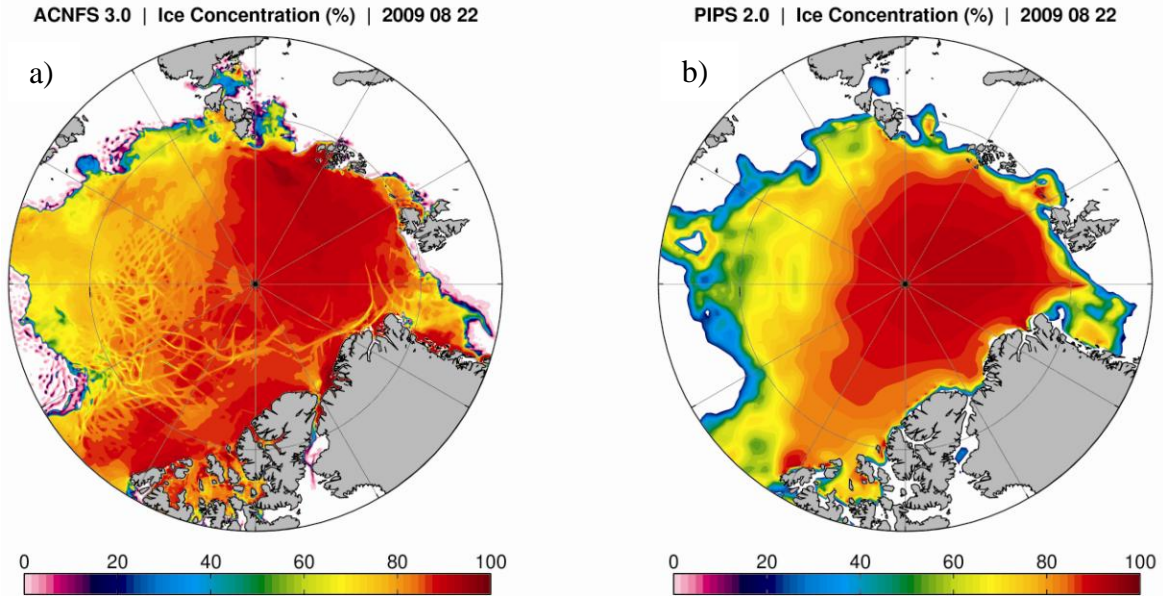 ACNFS 3.0 | Ice Concentration (%) | 2009 08 22
a)
0 20 40 60 80 100
PIPS 2.0 | Ice Concentration (%) | 2009 08 22
b)
0 20 40 60 80 100